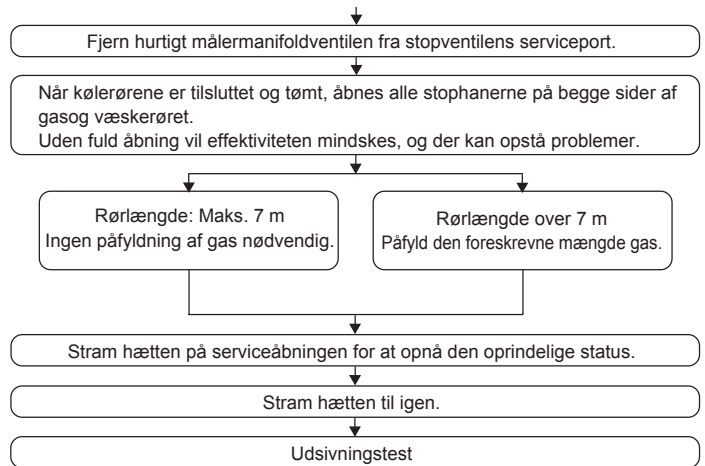 Fjern hurtigt målermanifoldventilen fra stopventilens serviceport.
Når kølerørene er tilsluttet og tømt, åbnes alle stophanerne på begge sider af
gasog væskerøret.
Uden fuld åbning vil effektiviteten mindskes, og der kan opstå problemer.
Rørlængde: Maks. 7 m
Ingen påfyldning af gas nødvendig.
Rørlængde over 7 m
Påfyld den foreskrevne mængde gas.
Stram hætten på serviceåbningen for at opnå den oprindelige status.
Stram hætten til igen.
Udsivningstest